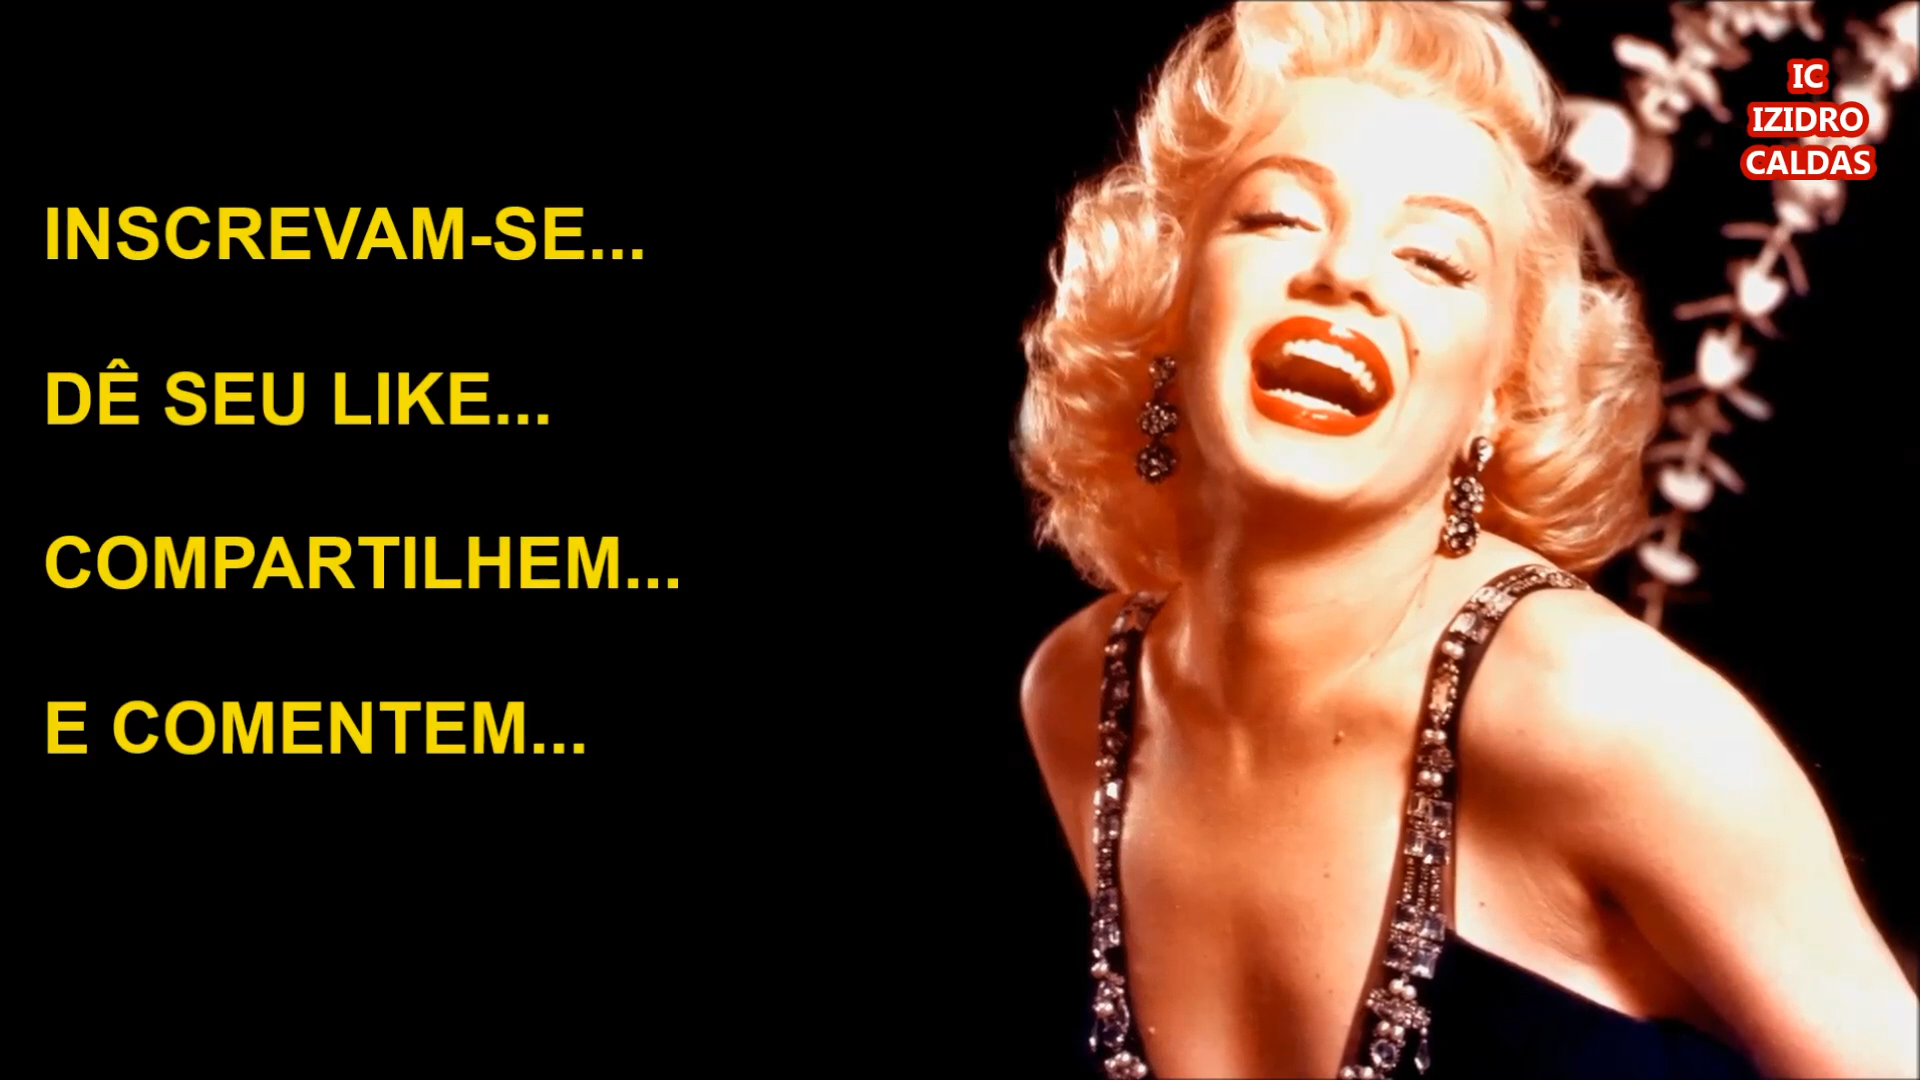 INSCREVAM-SE...
DÊ SEU LIKE...
COMPARTILHEM...
E COMENTEM...
IC
IZIDRO
CALDAS